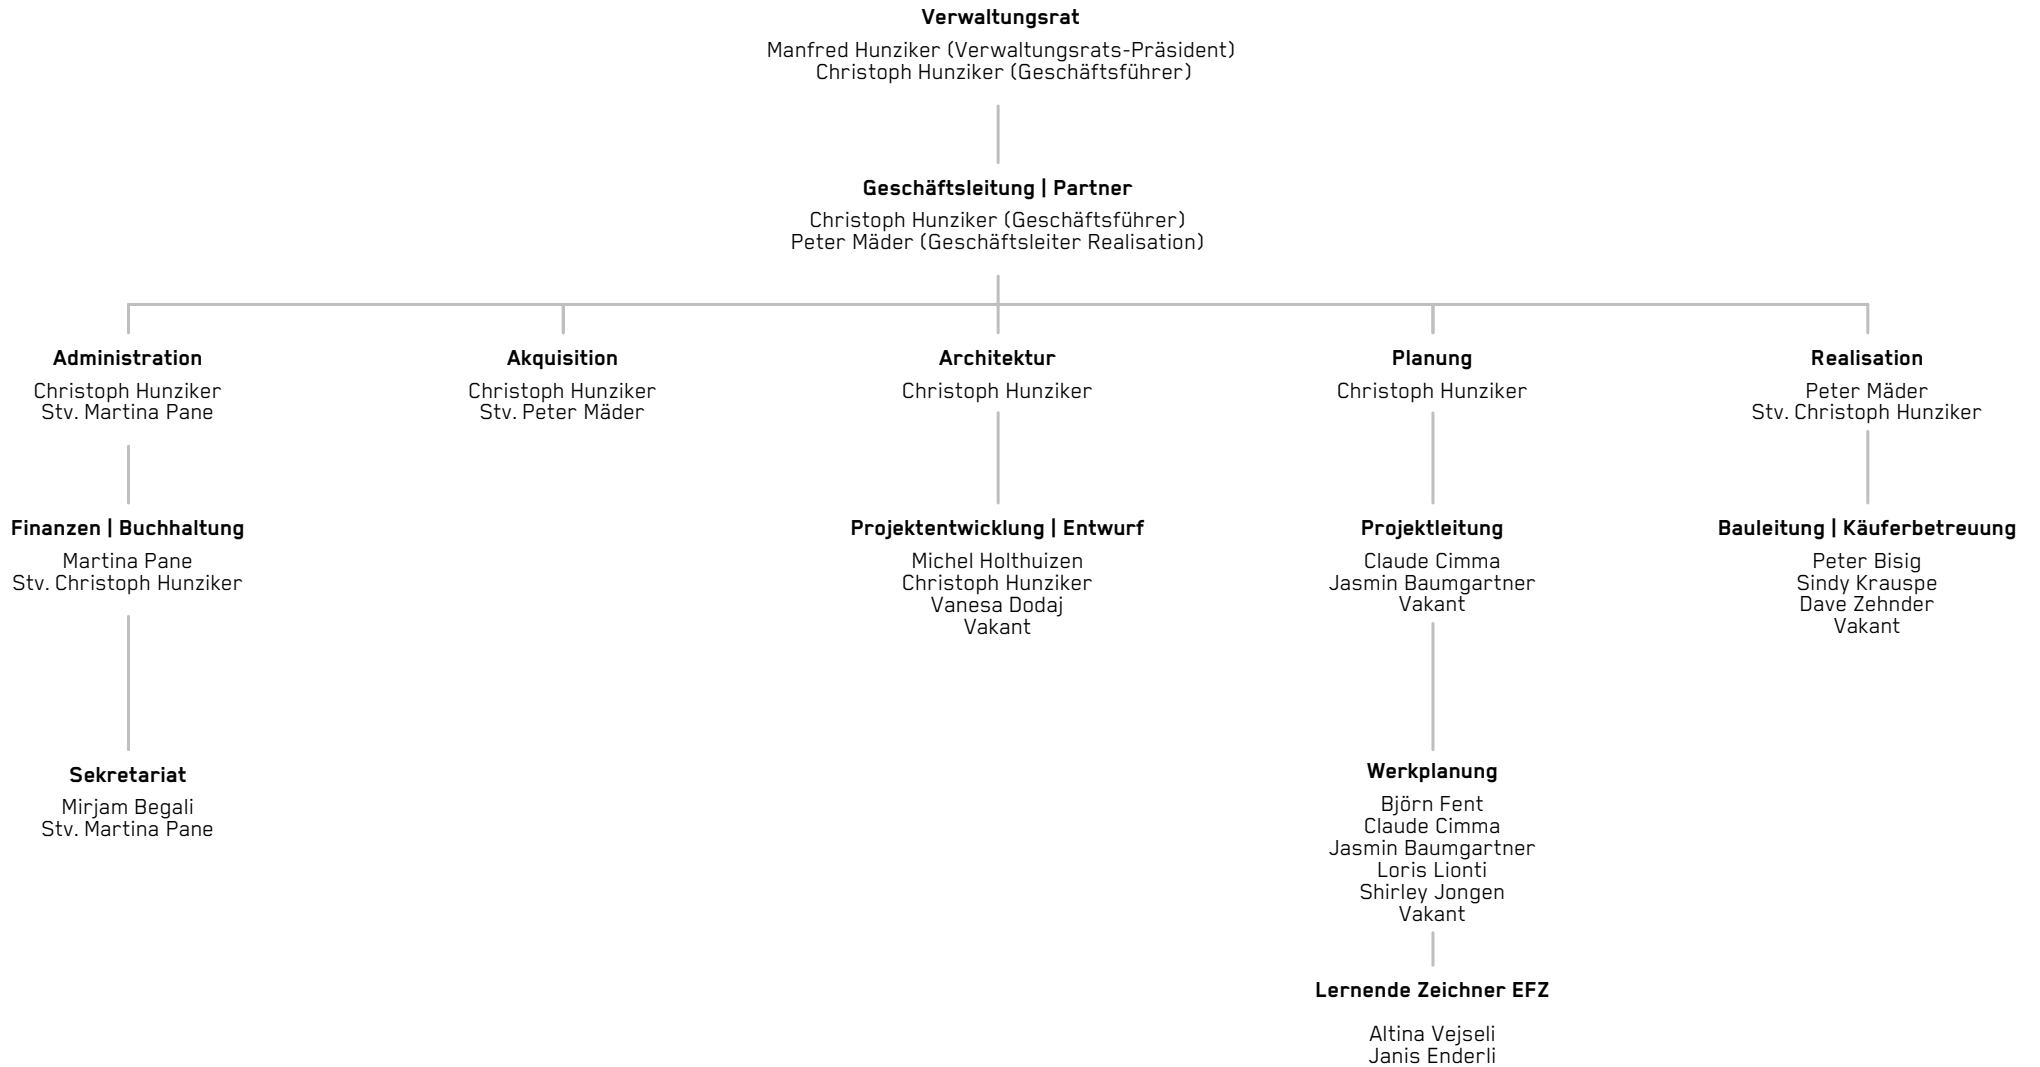 Verwaltungsrat
Manfred Hunziker (Verwaltungsrats-Präsident)
Christoph Hunziker (Geschäftsführer)
Geschäftsleitung | Partner
Christoph Hunziker (Geschäftsführer)
Peter Mäder (Geschäftsleiter Realisation)
Administration
Christoph Hunziker
Stv. Martina Pane
Finanzen | Buchhaltung
Martina Pane
Stv. Christoph Hunziker
Sekretariat
Mirjam Begali
Stv. Martina Pane
Akquisition
Christoph Hunziker
Stv. Peter Mäder
Architektur
Christoph Hunziker
Projektentwicklung | Entwurf
Michel Holthuizen
Christoph Hunziker
Vanesa Dodaj
Vakant
Planung
Christoph Hunziker
Projektleitung
Claude Cimma
Jasmin Baumgartner
Vakant
Werkplanung
Björn Fent
Claude Cimma
Jasmin Baumgartner
Loris Lionti
Shirley Jongen
Vakant
Lernende Zeichner EFZ
Altina Vejseli
Janis Enderli
Realisation
Peter Mäder
Stv. Christoph Hunziker
Bauleitung | Käuferbetreuung
Peter Bisig
Sindy Krauspe
Dave Zehnder
Vakant